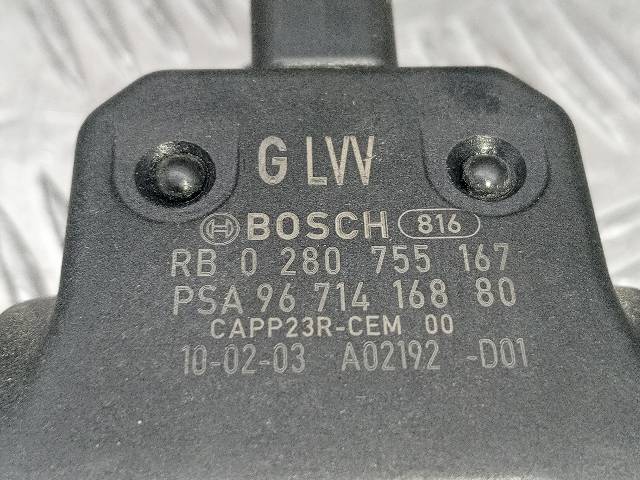 G LW
BOSCH 816
RB 0 280 755 167
PSA 96 714 168 80
CAPP23R-CEM 00
10-02-03 A02192 -D01